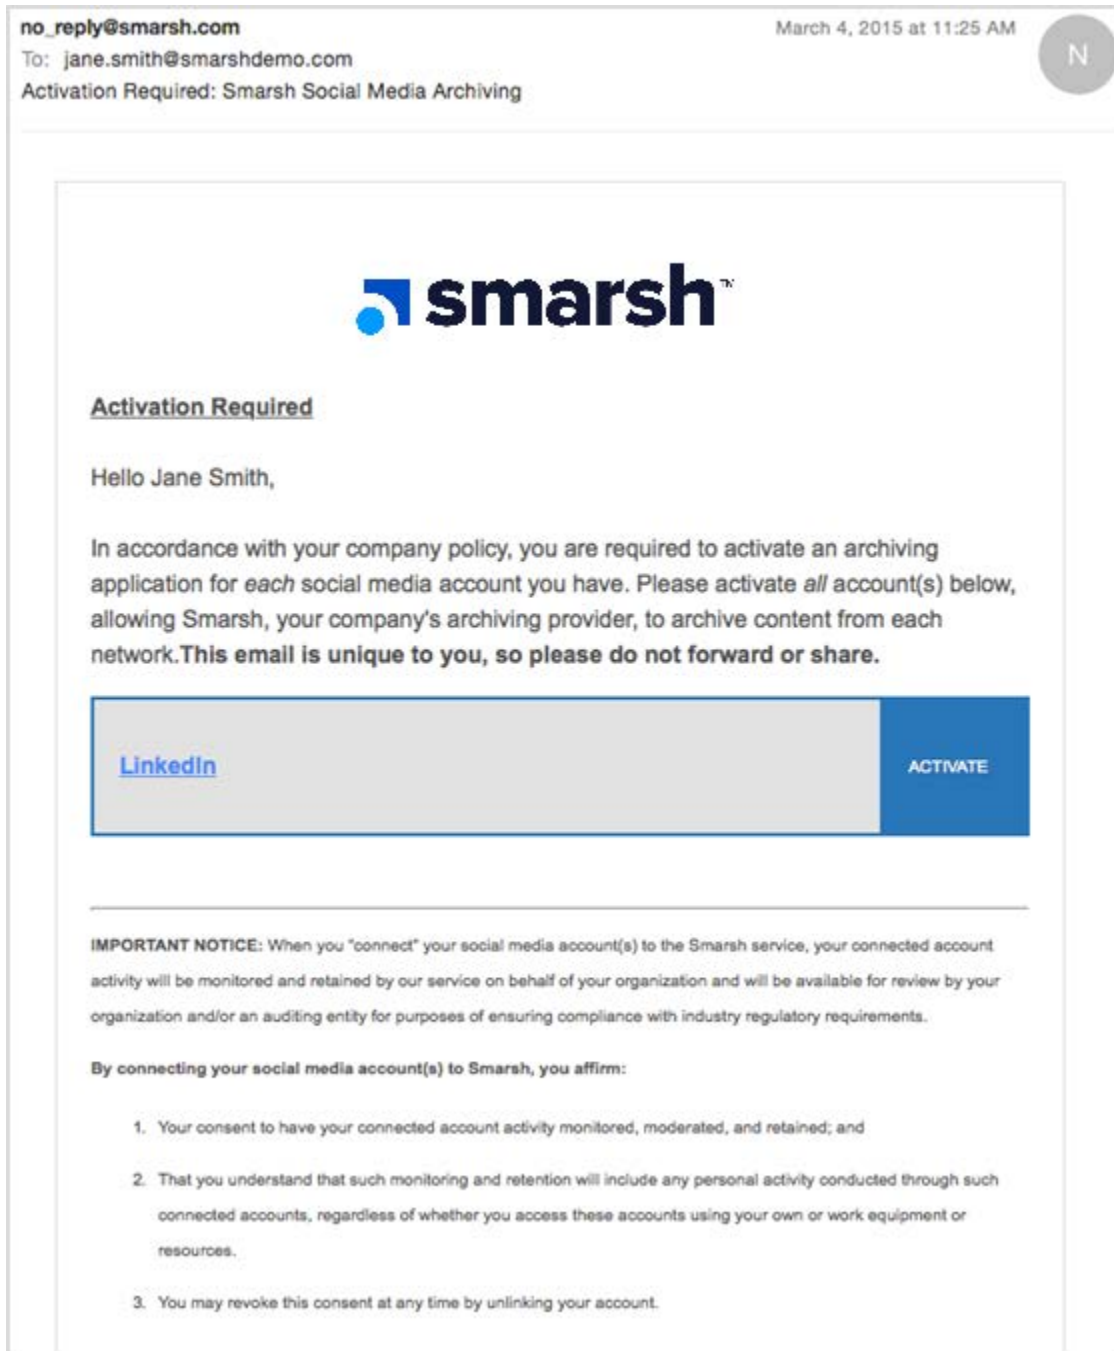 no_reply@smarsh.com March 4, 2015 at 11:25 AM
To: jane.smith@smarshdemo.com
N
Activation Required: Smarsh Social Media Archiving
smarsh™
Activation Required
Hello Jane Smith,
In accordance with your company policy, you are required to activate an archiving
application for each social media account you have. Please activate all account(s) below,
allowing Smarsh, your company's archiving provider, to archive content from each
network.This email is unique to you, so please do not forward or share.
LinkedIn ACTIVATE
IMPORTANT NOTICE: When you "connect" your social media account(s) to the Smarsh service, your connected account
activity will be monitored and retained by our service on behalf of your organization and will be available for review by your
organization and/or an auditing entity for purposes of ensuring compliance with industry regulatory requirements.
By connecting your social media account(s) to Smarsh, you affirm:
1. Your consent to have your connected account activity monitored, moderated, and retained; and
2. That you understand that such monitoring and retention will include any personal activity conducted through such
connected accounts, regardless of whether you access these accounts using your own or work equipment or
resources.
3. You may revoke this consent at any time by unlinking your account.